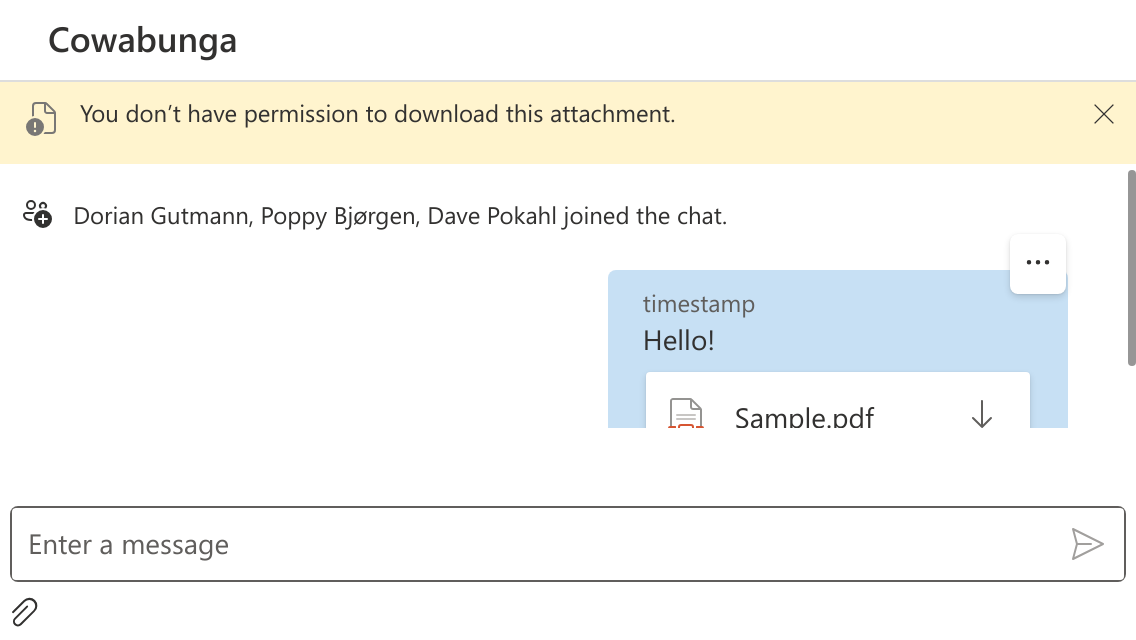 Cowabunga
You don’t have permission to download this attachment.
Dorian Gutmann, Poppy Bjørgen, Dave Pokahl joined the chat.
timestamp
Hello!
Sample.pdf
Enter a message